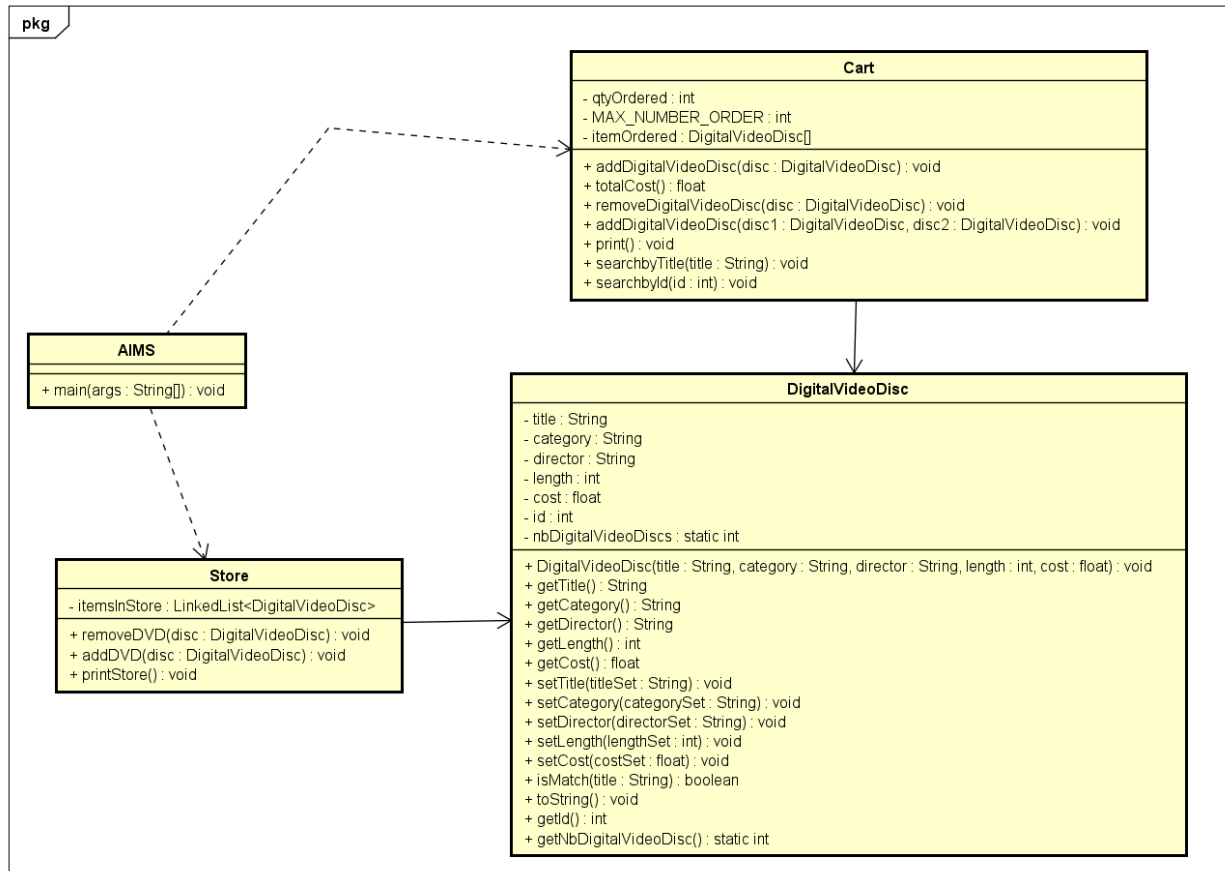 pkg
Cart
- qtyOrdered : int
- MAX_NUMBER_ORDER : int
- itemOrdered : DigitalVideoDisc[]
+ addDigitalVideoDisc(disc : DigitalVideoDisc) : void
+ totalCost() : float
+ removeDigitalVideoDisc(disc : DigitalVideoDisc) : void
+ addDigitalVideoDisc(disc1 : DigitalVideoDisc, disc2 : DigitalVideoDisc) : void
+ print() : void
+ searchbyTitle(title : String) : void
+ searchbyId(id : int) : void
AIMS
+ main(args : String[]) : void
DigitalVideoDisc
- title : String
- category : String
- director : String
- length : int
- cost : float
- id : int
- nbDigitalVideoDiscs : static int
+ DigitalVideoDisc(title : String, category : String, director : String, length : int, cost : float) : void
+ getTitle() : String
+ getCategory() : String
+ getDirector() : String
+ getLength() : int
+ getCost() : float
+ setTitle(titleSet : String) : void
+ setCategory(categorySet : String) : void
+ setDirector(directorSet : String) : void
+ setLength(lengthSet : int) : void
+ setCost(costSet : float) : void
+ isMatch(title : String) : boolean
+ toString() : void
+ getId() : int
+ getNbDigitalVideoDisc() : static int
Store
- itemsInStore : LinkedList<DigitalVideoDisc>
+ removeDVD(disc : DigitalVideoDisc) : void
+ addDVD(disc : DigitalVideoDisc) : void
+ printStore() : void